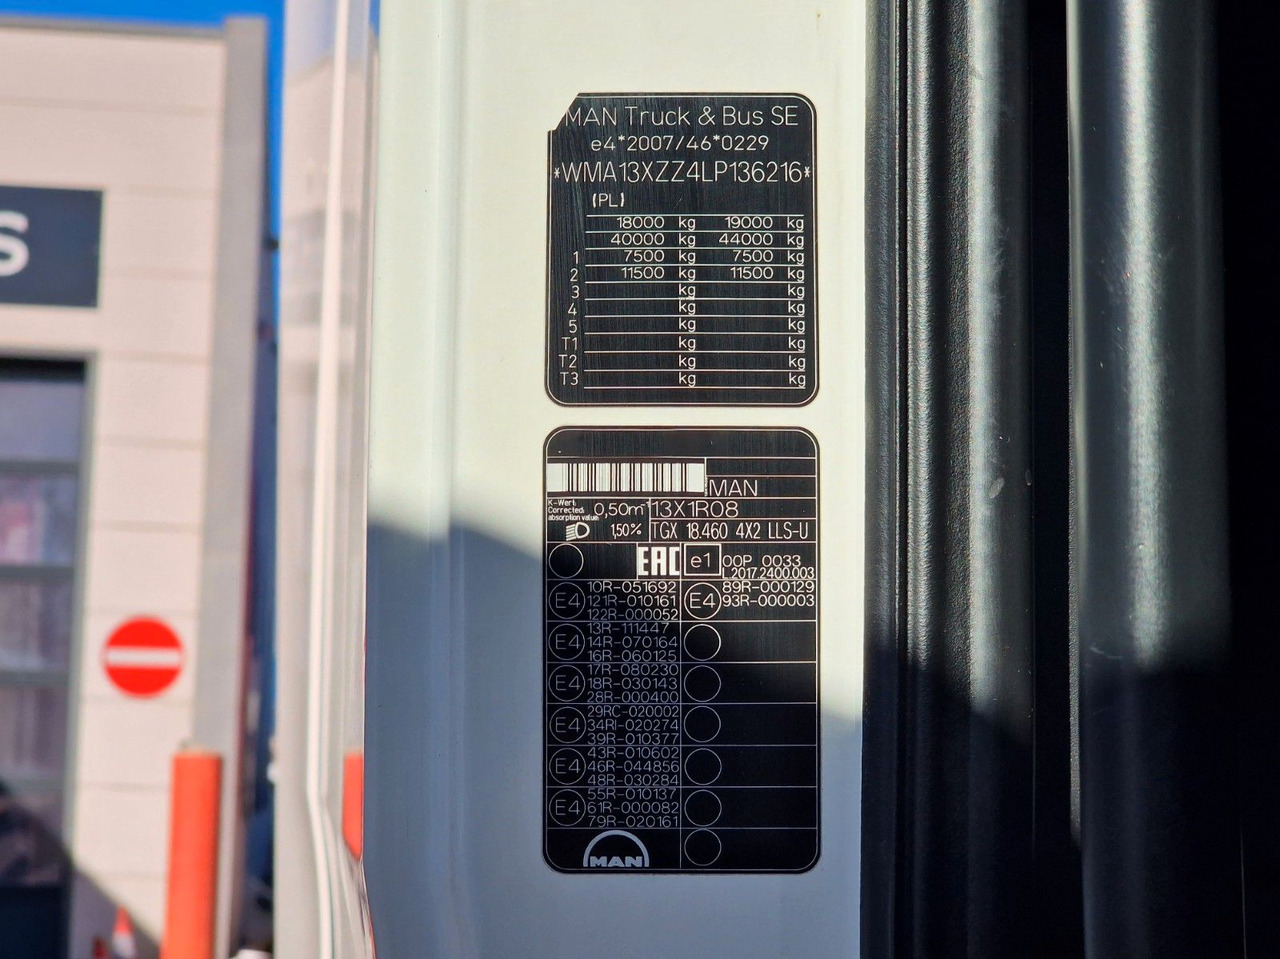 S
MAN Truck & Bus SE
e4*2007/46*0229
*WMA13XZZ4LP136216*
(PL)
18000 kg 19000 kg
40000 kg 44000 kg
1 7500 kg 7500 kg
2 11500 kg 11500 kg
3 kg kg
4 kg kg
5 kg kg
T1 kg kg
T2 kg kg
T3 kg kg
MAN
K-Wert: Corrected absorption value: 0,50m⁻¹ 13X1R08
1,50% TGX 18.460 4X2 LLS-U
EAC e1 00P 0033
L2017.2400.003
10R-051692 89R-000129
E4 121R-010161 E4 93R-000003
122R-000052
13R-111447
E4 14R-070164
16R-060125
17R-080230
E4 18R-030143
28R-000400
29RC-020002
E4 34RI-020274
39R-010377
43R-010602
E4 46R-044856
48R-030284
55R-010137
E4 61R-000082
79R-020161
MAN